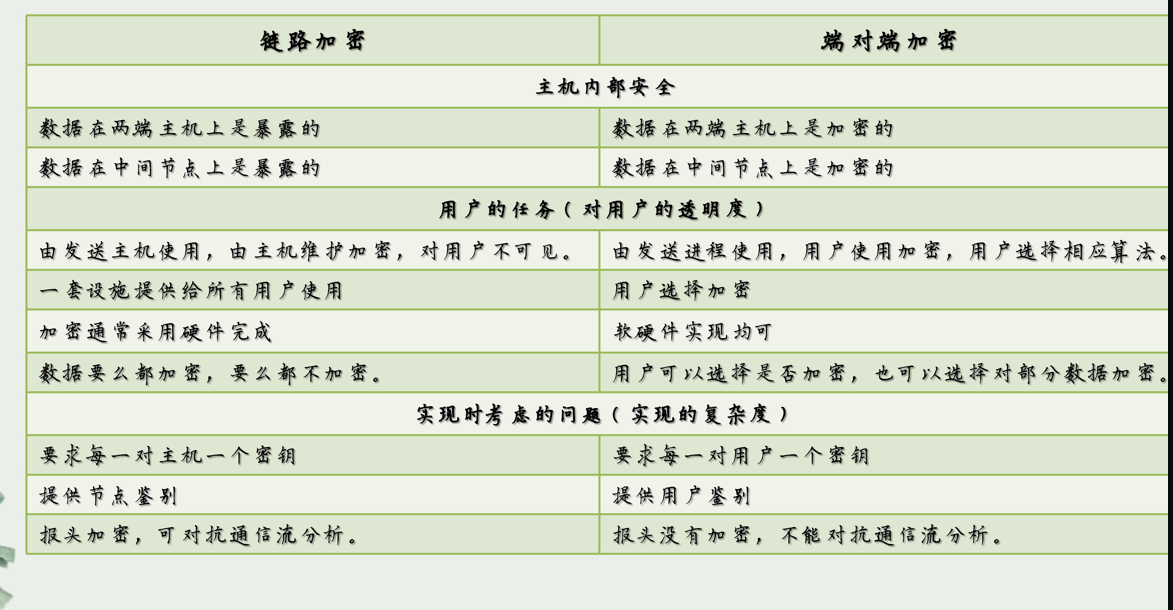 链路加密
端对端加密
主机内部安全
数据在两端主机上是暴露的
数据在两端主机上是加密的
数据在中间节点上是暴露的
数据在中间节点上是加密的
用户的任务(对用户的透明度)
由发送主机使用，由主机维护加密，对用户不可见。
由发送进程使用，用户使用加密，用户选择相应算法。
一套设施提供给所有用户使用
用户选择加密
加密通常采用硬件完成
软硬件实现均可
数据要么都加密，要么都不加密。
用户可以选择是否加密，也可以选择对部分数据加密。
实现时考虑的问题(实现的复杂度)
要求每一对主机一个密钥
要求每一对用户一个密钥
提供节点鉴别
提供用户鉴别
报头加密，可对抗通信流分析。
报头没有加密，不能对抗通信流分析。